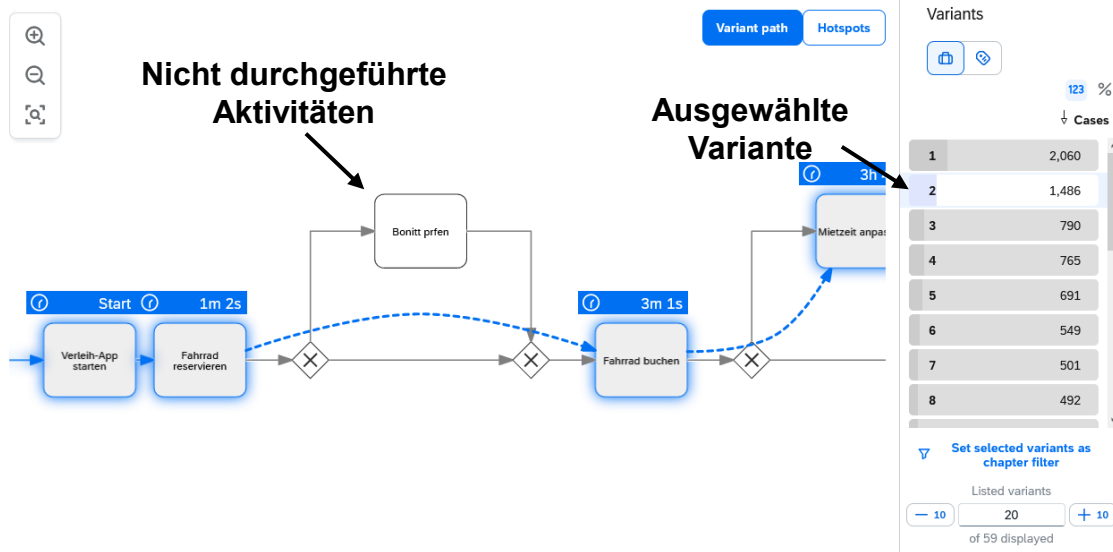 Variants
Variant path
Hotspots
Nicht durchgeführte
Aktivitäten
Ausgewählte
Variante
123 %
Cases
1 2,060
2 1,486
3 790
4 765
5 691
6 549
7 501
8 492
3h
Mietzeit anpas
Bonitt prfen
Start
1m 2s
3m 1s
Verleih-App
starten
Fahrrad
reservieren
Fahrrad buchen
Set selected variants as
chapter filter
Listed variants
— 10
20
+ 10
of 59 displayed